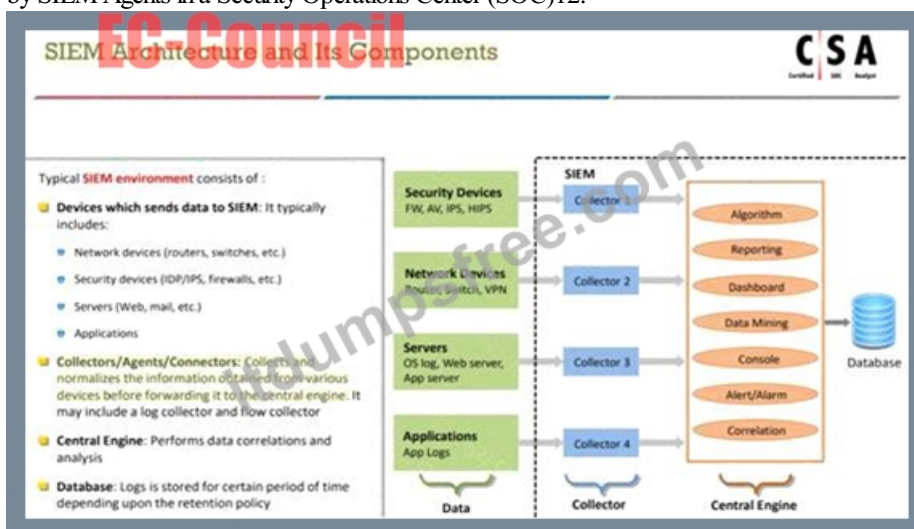 by SIEM Agents in a Security Operations Center (SOC)12.
SIEM Architecture and Its Components
EC-Council
CSA
Certified SOC Analyst
Typical SIEM environment consists of :
Devices which sends data to SIEM: It typically
includes:
Network devices (routers, switches, etc.)
Security devices (IDP/IPS, firewalls, etc.)
Servers (Web, mail, etc.)
Applications
Collectors/Agents/Connectors: Collects and
normalizes the information obtained from various
devices before forwarding it to the central engine. It
may include a log collector and flow collector
Central Engine: Performs data correlations and
analysis
Database: Logs is stored for certain period of time
depending upon the retention policy
Security Devices
FW, AV, IPS, HIPS
Network Devices
Router, Switch, VPN
Servers
OS log, Web server,
App server
Applications
App Logs
Data
SIEM
Collector 1
Collector 2
Collector 3
Collector 4
Collector
Algorithm
Reporting
Dashboard
Data Mining
Console
Alert/Alarm
Correlation
Central Engine
Database
itdumpsfree.com